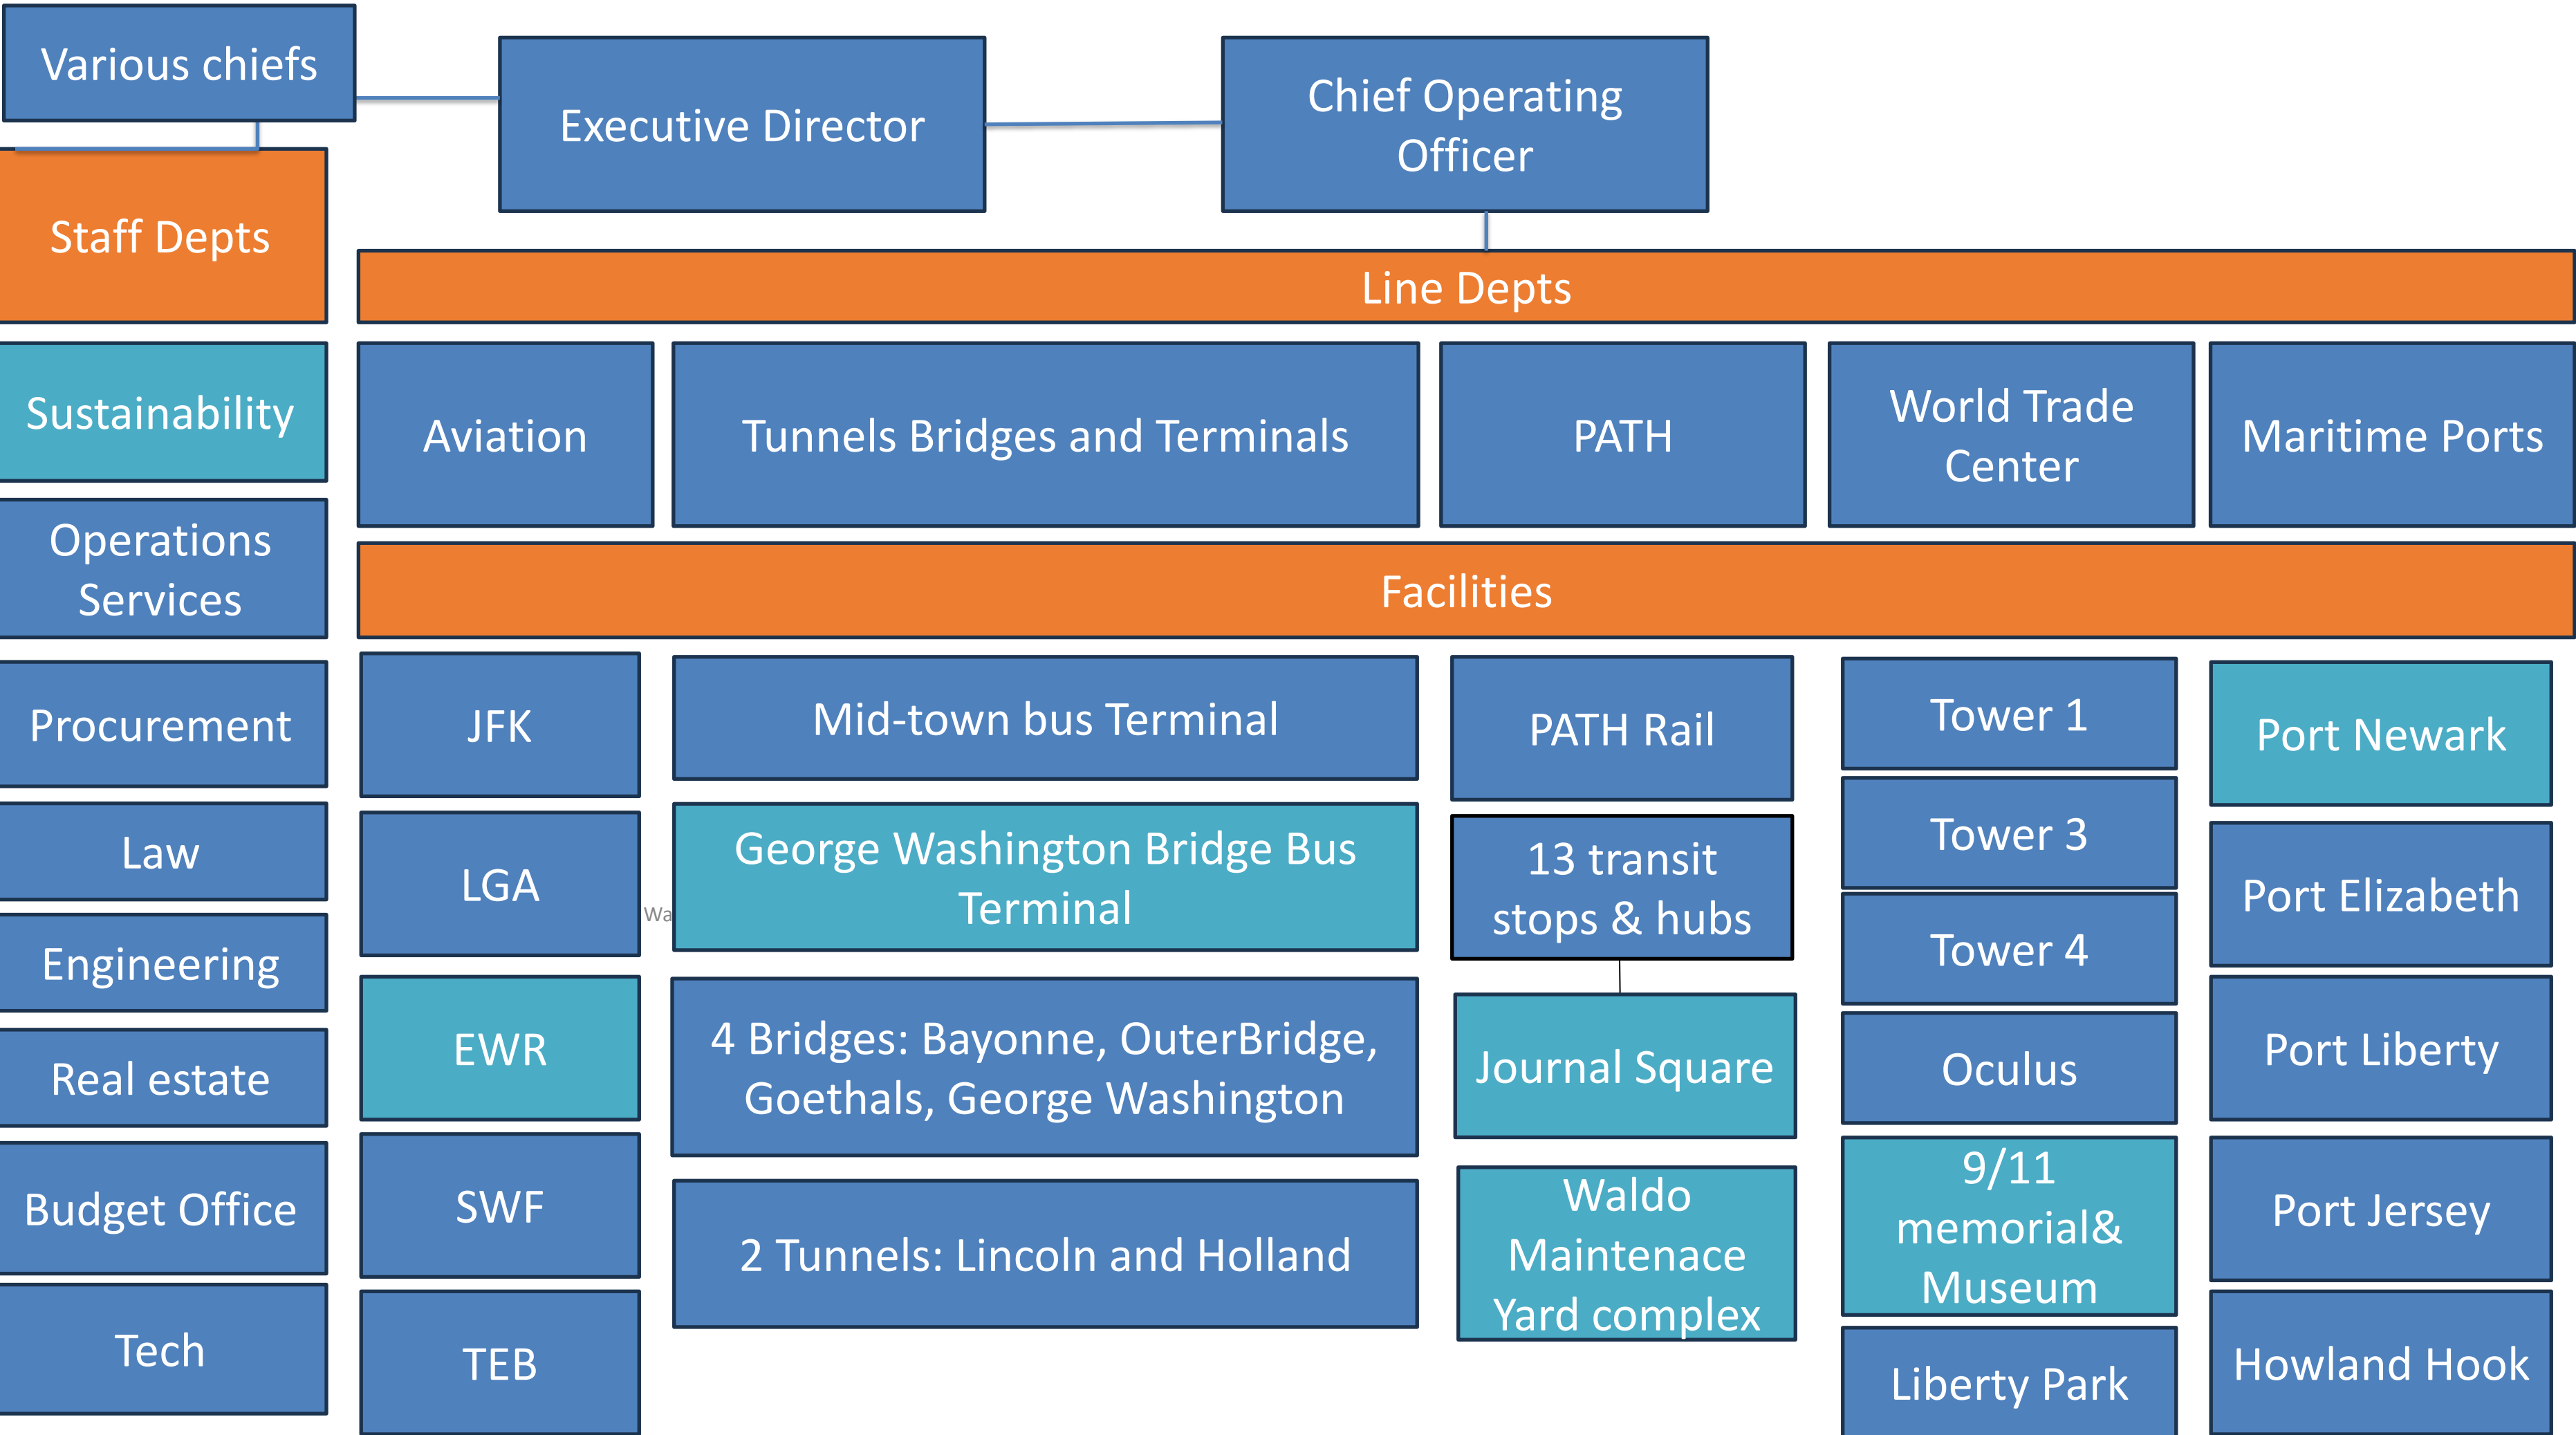 Various chiefs
Executive Director
Chief Operating
Officer
Staff Depts
Line Depts
Sustainability
Aviation
Tunnels Bridges and Terminals
PATH
World Trade
Center
Maritime Ports
Operations
Services
Facilities
Procurement
Law
Engineering
Real estate
Budget Office
Tech
JFK
LGA
EWR
SWF
TEB
Wa
Mid-town bus Terminal
George Washington Bridge Bus
Terminal
4 Bridges: Bayonne, OuterBridge,
Goethals, George Washington
2 Tunnels: Lincoln and Holland
PATH Rail
13 transit
stops & hubs
Journal Square
Waldo
Maintenace
Yard complex
Tower 1
Tower 3
Tower 4
Oculus
9/11
memorial&
Museum
Liberty Park
Port Newark
Port Elizabeth
Port Liberty
Port Jersey
Howland Hook